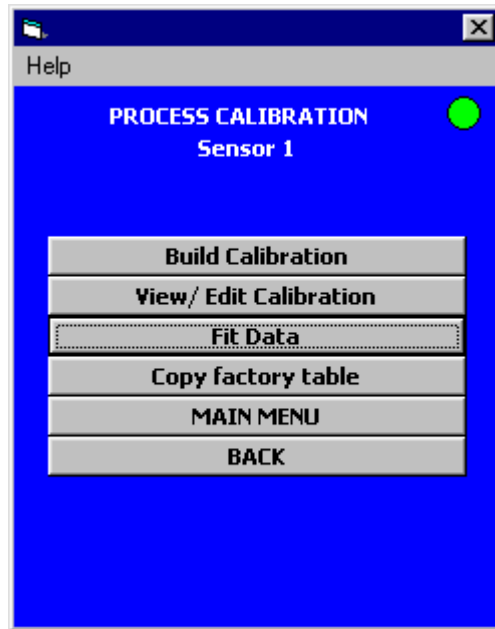 Help
PROCESS CALIBRATION
Sensor 1
Build Calibration
View/ Edit Calibration
Fit Data
Copy factory table
MAIN MENU
BACK